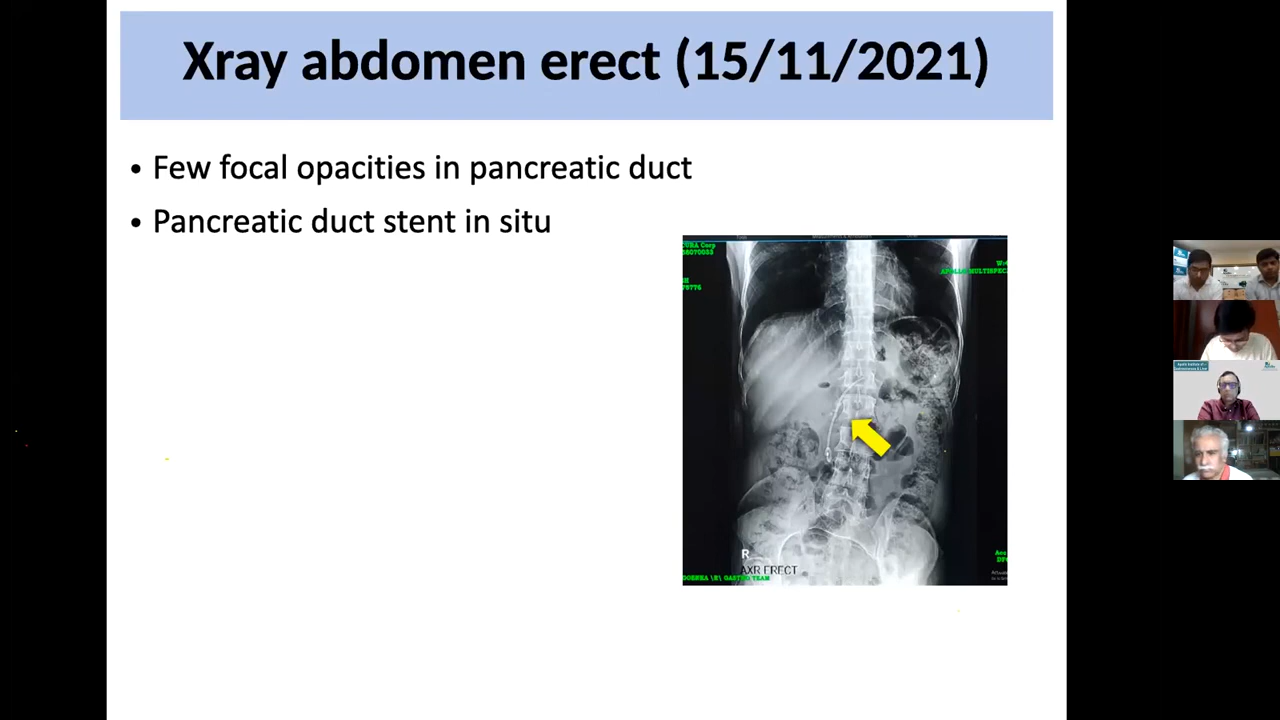 Xray abdomen erect (15/11/2021)
• Few focal opacities in pancreatic duct
• Pancreatic duct stent in situ
R
AXR ERECT